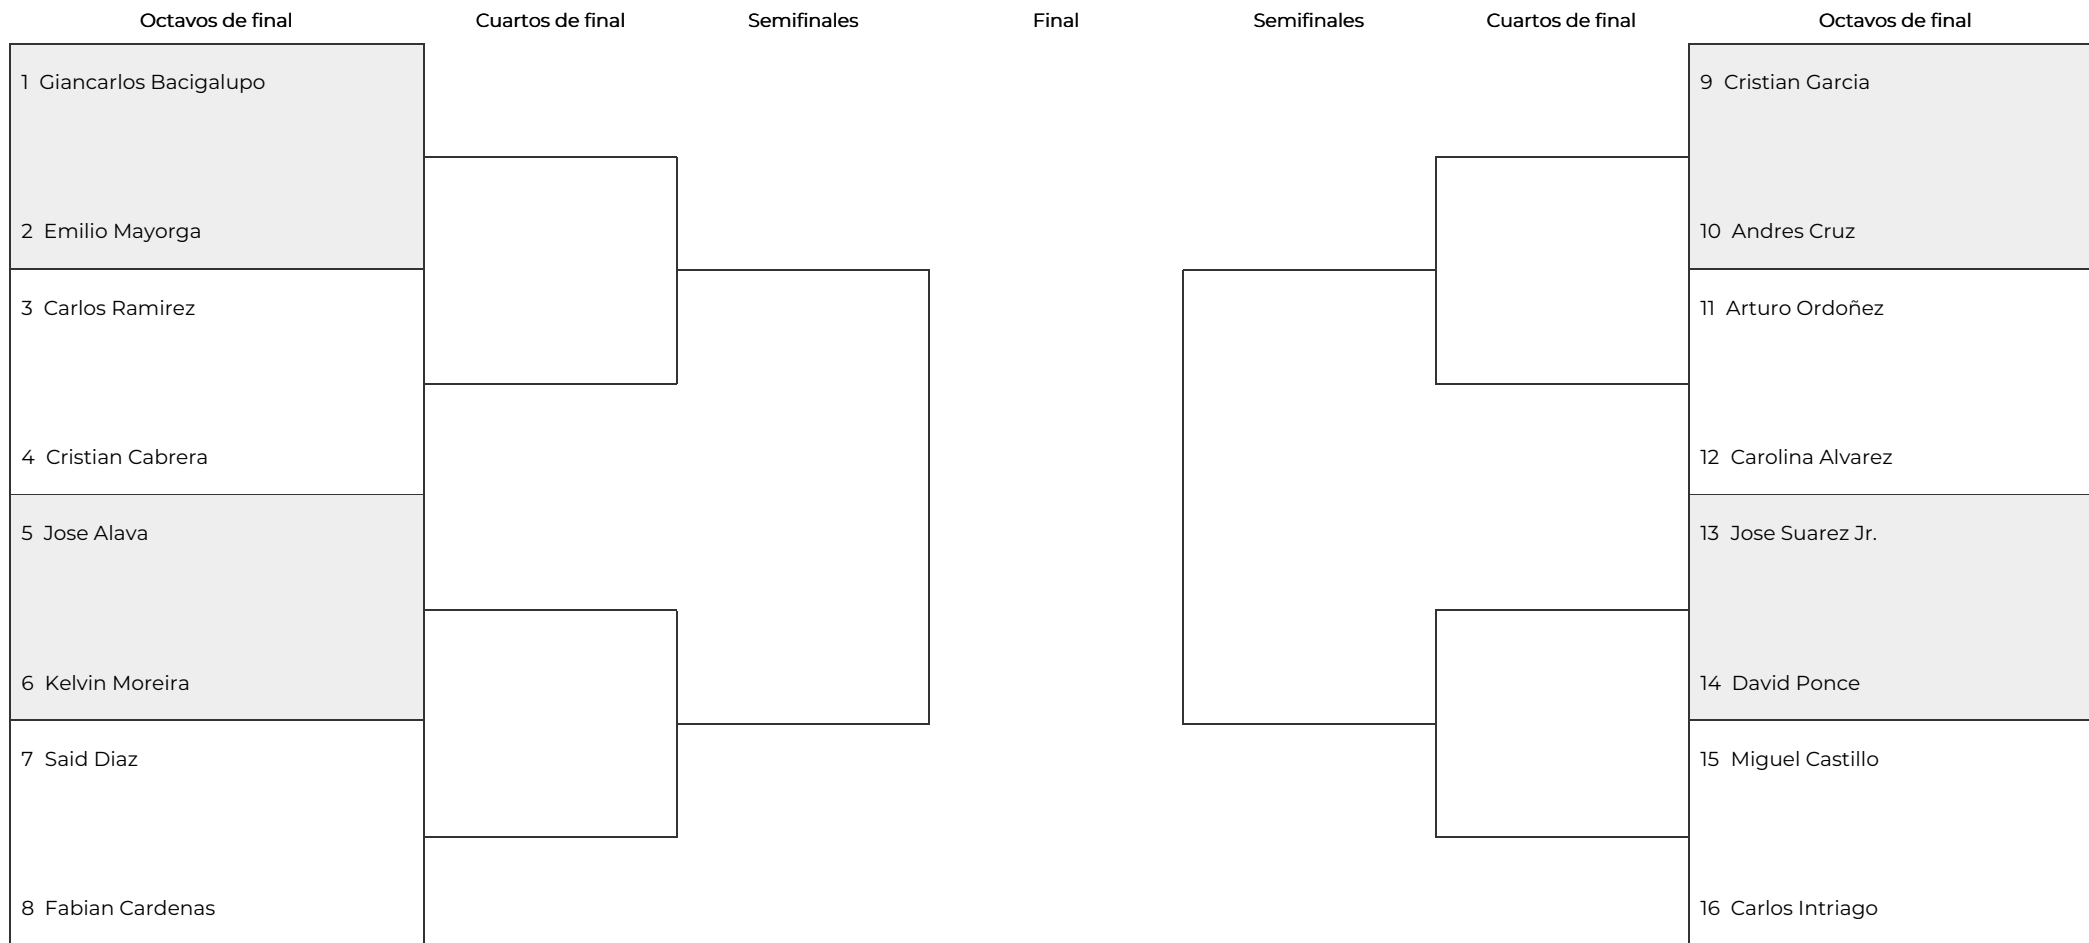 Octavos de final Cuartos de final Semifinales Final Semifinales Cuartos de final Octavos de final
1 Giancarlos Bacigalupo
2 Emilio Mayorga
3 Carlos Ramirez
4 Cristian Cabrera
5 Jose Alava
6 Kelvin Moreira
7 Said Diaz
8 Fabian Cardenas
9 Cristian Garcia
10 Andres Cruz
11 Arturo Ordoñez
12 Carolina Alvarez
13 Jose Suarez Jr.
14 David Ponce
15 Miguel Castillo
16 Carlos Intriago